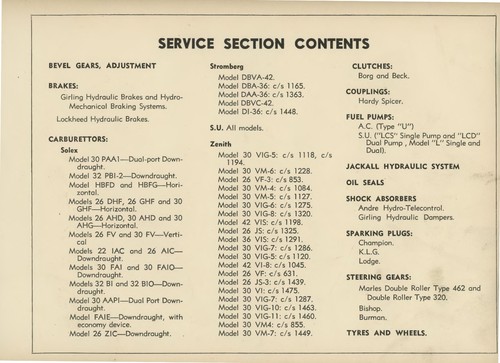 SERVICE SECTION CONTENTS
BEVEL GEARS, ADJUSTMENT
BRAKES:
Girling Hydraulic Brakes and Hydro-
Mechanical Braking Systems.
Lockheed Hydraulic Brakes.
CARBURETTORS:
Solex
Model 30 PAA1—Dual-port Down-
draught.
Model 32 PBI-2—Downdraught.
Model HBFD and HBFG—Hori-
zontal.
Models 26 DHF, 26 GHF and 30
GHF—Horizontal.
Models 26 AHD, 30 AHD and 30
AHG—Horizontal.
Models 26 FV and 30 FV—Verti-
cal
Models 22 IAC and 26 AIC—
Downdraught.
Models 30 FAI and 30 FAIO—
Downdraught.
Models 32 BI and 32 BIO—Down-
draught.
Model 30 AAPI—Dual Port Down-
draught.
Model FAIE—Downdraught, with
economy device.
Model 26 ZIC—Downdraught.
Stromberg
Model DBVA-42.
Model DBA-36: c/s 1165.
Model DAA-36: c/s 1363.
Model DBVC-42.
Model DI-36: c/s 1448.
S.U. All models.
Zenith
Model 30 VIG-5: c/s 1118, c/s
1194.
Model 30 VM-6: c/s 1228.
Model 26 VF-3: c/s 853.
Model 30 VM-4: c/s 1084.
Model 30 VM-5: c/s 1127.
Model 30 VIG-6: c/s 1275.
Model 30 VIG-8: c/s 1320.
Model 42 VIS: c/s 1198.
Model 26 JS: c/s 1325.
Model 36 VIS: c/s 1291.
Model 30 VIG-7: c/s 1286.
Model 30 VIG-5: c/s 1120.
Model 42 VI-8: c/s 1045.
Model 26 VF: c/s 631.
Model 26 JS-3: c/s 1439.
Model 30 VI: c/s 1475.
Model 30 VIG-7: c/s 1287.
Model 30 VIG-10: c/s 1463.
Model 30 VIG-11: c/s 1460.
Model 30 VM4: c/s 855.
Model 30 VM-7: c/s 1449.
CLUTCHES:
Borg and Beck.
COUPLINGS:
Hardy Spicer.
FUEL PUMPS:
A.C. (Type "U")
S.U. ("LCS" Single Pump and "LCD"
Dual Pump , Model "L" Single and
Dual).
JACKALL HYDRAULIC SYSTEM
OIL SEALS
SHOCK ABSORBERS
Andre Hydro-Telecontrol.
Girling Hydraulic Dampers.
SPARKING PLUGS:
Champion.
K.L.G.
Lodge.
STEERING GEARS:
Marles Double Roller Type 462 and
Double Roller Type 320.
Bishop.
Burman.
TYRES AND WHEELS.